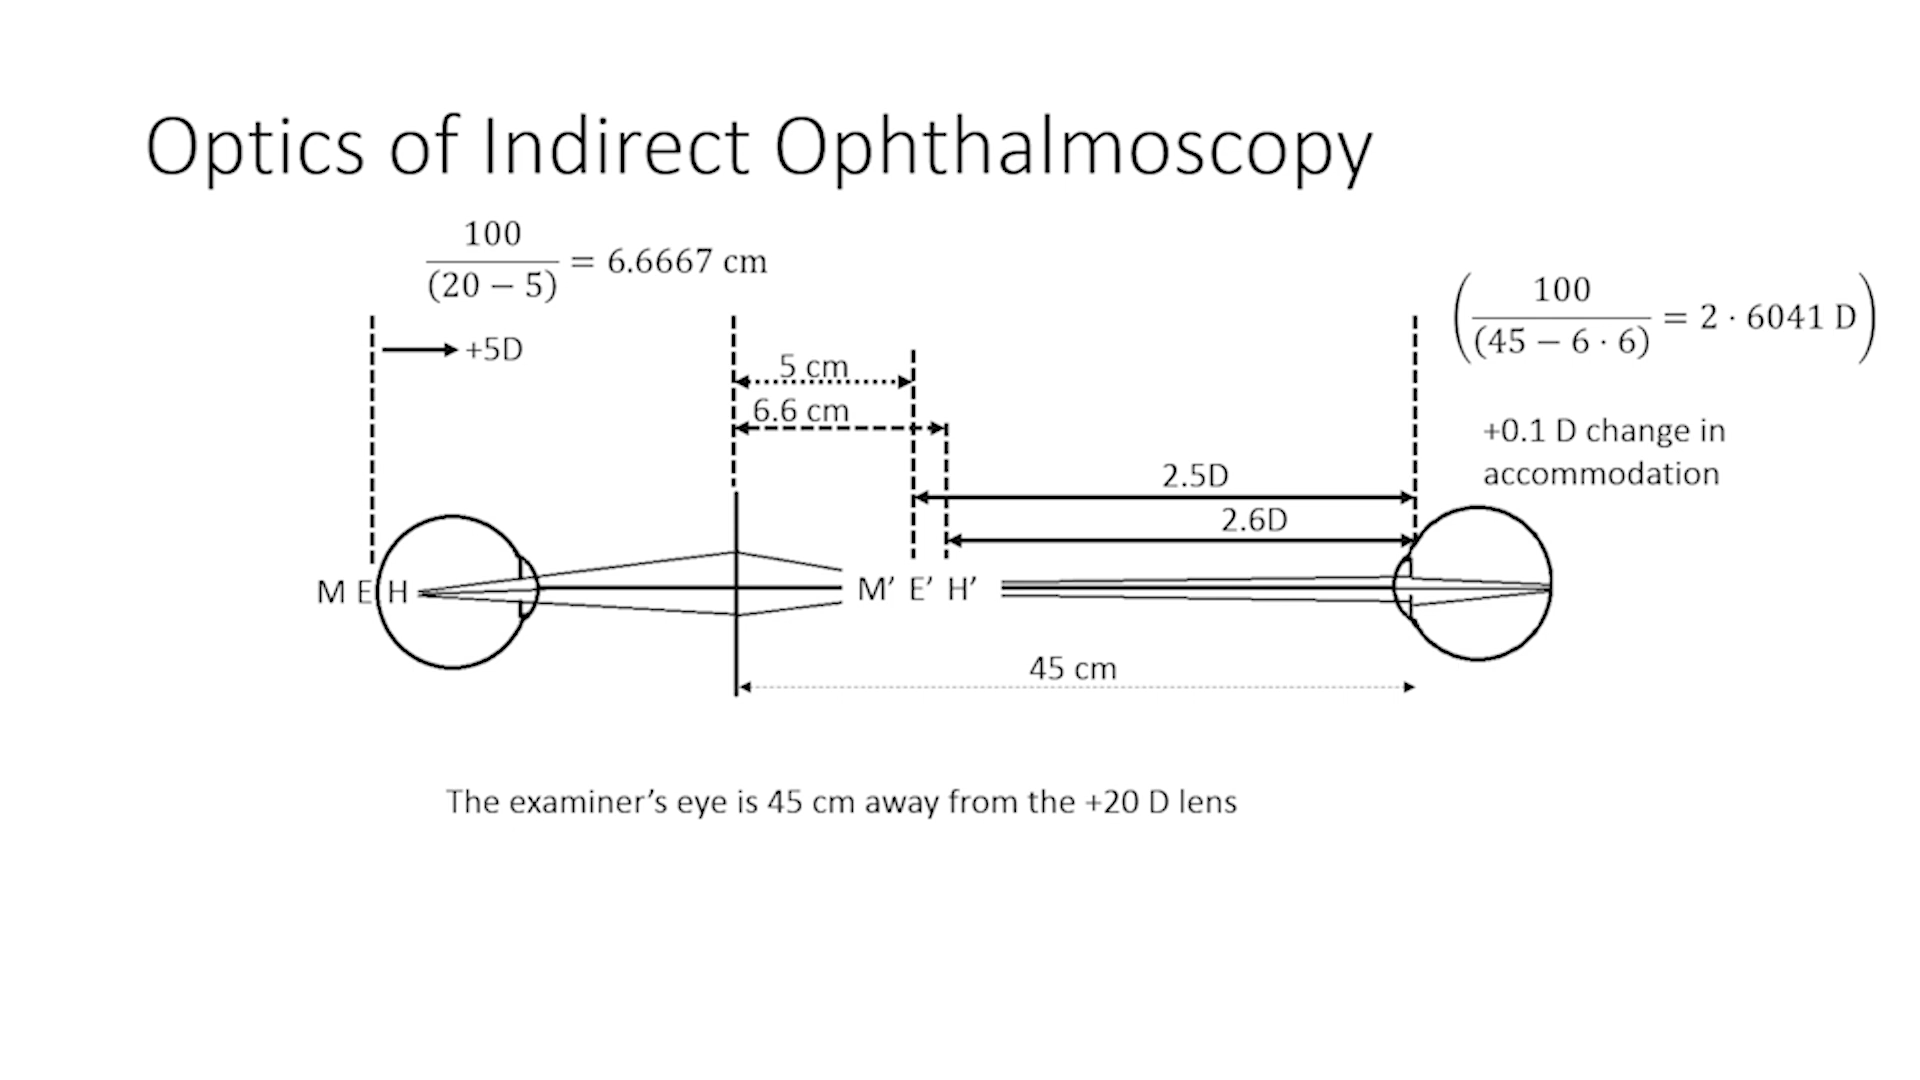 Optics of Indirect Ophthalmoscopy
100
(20 − 5)
= 6.6667 cm
(100
(45 − 6 · 6)
= 2 · 6041 D)
+5D
5 cm
6.6 cm
+0.1 D change in
accommodation
2.5D
2.6D
M E H
M’ E’ H’
45 cm
The examiner’s eye is 45 cm away from the +20 D lens